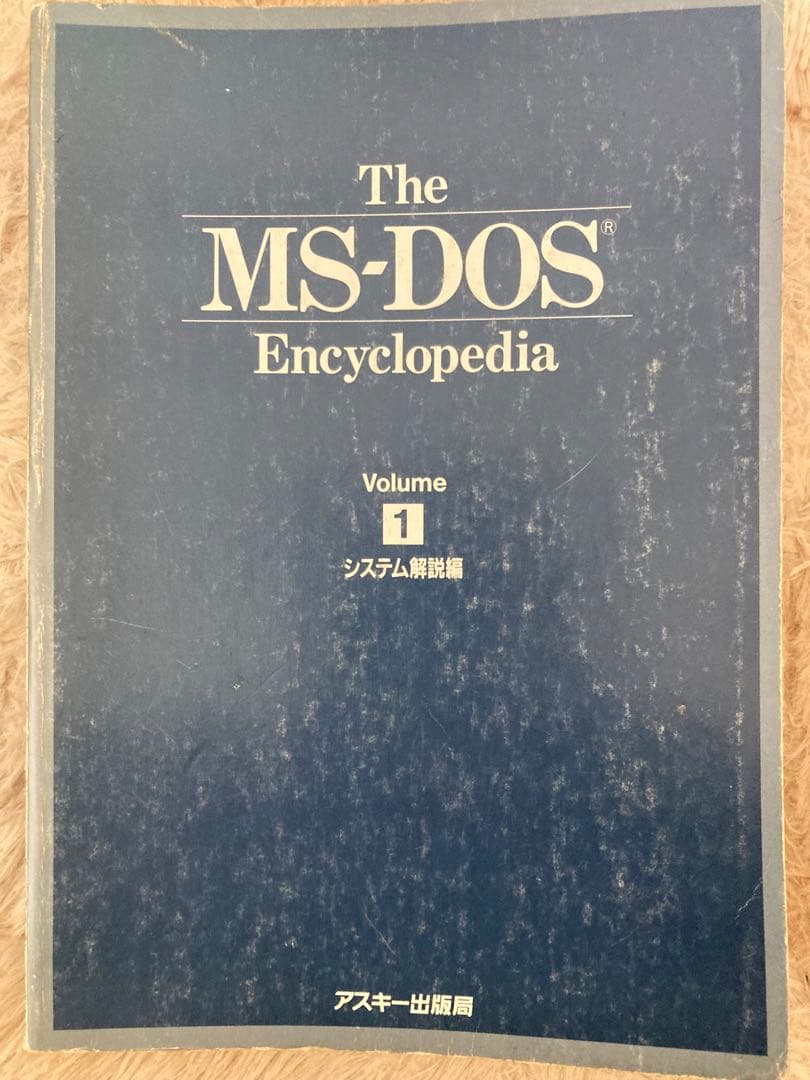 The
MS-DOS®
Encyclopedia
Volume
1
システム解説編
アスキー出版局